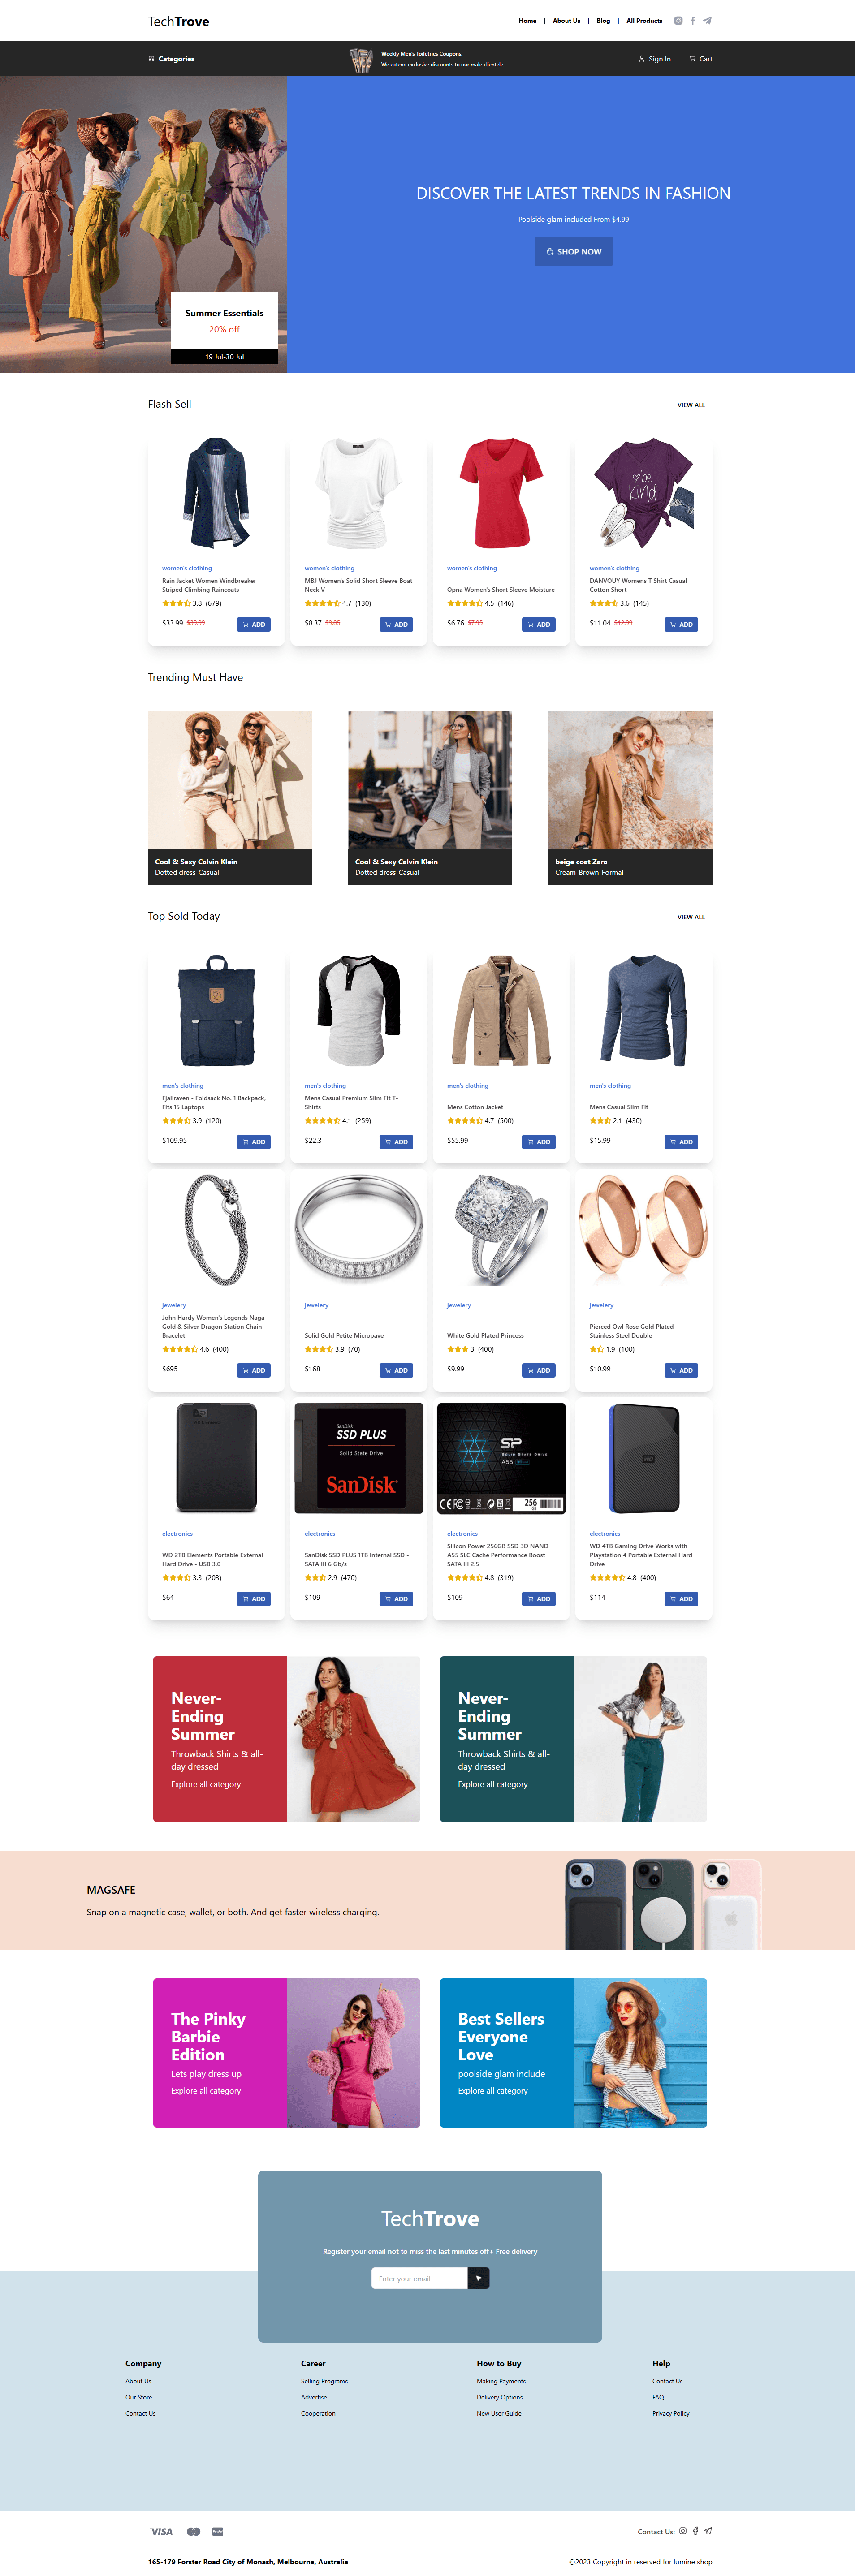 TechTrove
Home | About Us | Blog | All Products
Categories
Weekly Men's Toiletries Coupons.
We extend exclusive discounts to our male clientele
Sign In
Cart
DISCOVER THE LATEST TRENDS IN FASHION
Poolside glam included From $4.99
SHOP NOW
Summer Essentials
20% off
19 Jul-30 Jul
Flash Sell
VIEW ALL
be
kind
women's clothing
Rain Jacket Women Windbreaker
Striped Climbing Raincoats
3.8 (679)
$33.99 $39.99
ADD
women's clothing
MBJ Women's Solid Short Sleeve Boat
Neck V
4.7 (130)
$8.37 $9.85
ADD
women's clothing
Opna Women's Short Sleeve Moisture
4.5 (146)
$6.76 $7.95
ADD
women's clothing
DANVOUY Womens T Shirt Casual
Cotton Short
3.6 (145)
$11.04 $12.99
ADD
Trending Must Have
Cool & Sexy Calvin Klein
Dotted dress-Casual
Cool & Sexy Calvin Klein
Dotted dress-Casual
beige coat Zara
Cream-Brown-Formal
Top Sold Today
VIEW ALL
men's clothing
Fjallraven - Foldsack No. 1 Backpack,
Fits 15 Laptops
3.9 (120)
$109.95
ADD
men's clothing
Mens Casual Premium Slim Fit T-
Shirts
4.1 (259)
$22.3
ADD
men's clothing
Mens Cotton Jacket
4.7 (500)
$55.99
ADD
men's clothing
Mens Casual Slim Fit
2.1 (430)
$15.99
ADD
jewelery
John Hardy Women's Legends Naga
Gold & Silver Dragon Station Chain
Bracelet
4.6 (400)
$695
ADD
jewelery
Solid Gold Petite Micropave
3.9 (70)
$168
ADD
jewelery
White Gold Plated Princess
3 (400)
$9.99
ADD
jewelery
Pierced Owl Rose Gold Plated
Stainless Steel Double
1.9 (100)
$10.99
ADD
SanDisk
SSD PLUS
Solid State Drive
SanDisk
SP
Solid State Drive
A55
256
GB
WD
electronics
WD 2TB Elements Portable External
Hard Drive - USB 3.0
3.3 (203)
$64
ADD
electronics
SanDisk SSD PLUS 1TB Internal SSD -
SATA III 6 Gb/s
2.9 (470)
$109
ADD
electronics
Silicon Power 256GB SSD 3D NAND
A55 SLC Cache Performance Boost
SATA III 2.5
4.8 (319)
$109
ADD
electronics
WD 4TB Gaming Drive Works with
Playstation 4 Portable External Hard
Drive
4.8 (400)
$114
ADD
Never-
Ending
Summer
Throwback Shirts & all-
day dressed
Explore all category
Never-
Ending
Summer
Throwback Shirts & all-
day dressed
Explore all category
MAGSAFE
Snap on a magnetic case, wallet, or both. And get faster wireless charging.
The Pinky
Barbie
Edition
Lets play dress up
Explore all category
Best Sellers
Everyone
Love
poolside glam include
Explore all category
TechTrove
Register your email not to miss the last minutes off+ Free delivery
Enter your email
Company
About Us
Our Store
Contact Us
Career
Selling Programs
Advertise
Cooperation
How to Buy
Making Payments
Delivery Options
New User Guide
Help
Contact Us
FAQ
Privacy Policy
VISA
Contact Us:
165-179 Forster Road City of Monash, Melbourne, Australia
©2023 Copyright in reserved for lumine shop